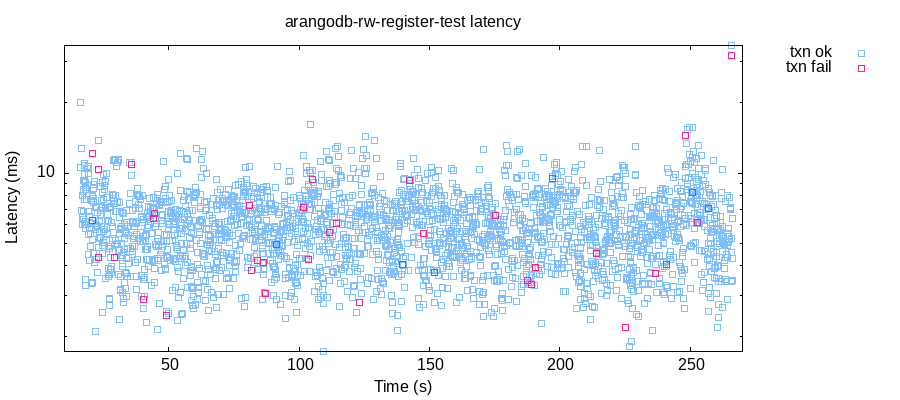 arangodb-rw-register-test latency
txn ok
txn fail
10
Latency (ms)
50 100 150 200 250
Time (s)